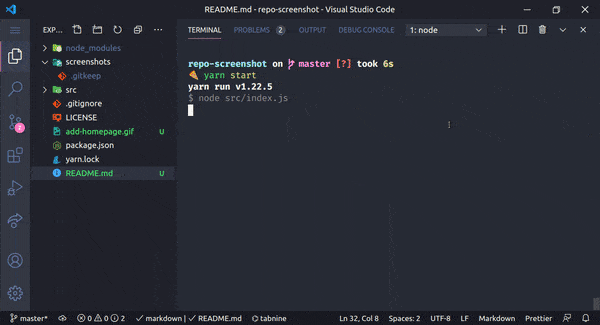 README.md - repo-screenshot - Visual Studio Code
EXP...
node_modules
screenshots
.gitkeep
src
.gitignore
LICENSE
add-homepage.gif U
package.json
yarn.lock
README.md U
7
TERMINAL PROBLEMS 2 OUTPUT DEBUG CONSOLE 1: node
repo-screenshot on master [?] took 6s
🍕 yarn start
yarn run v1.22.5
$ node src/index.js
master* 0 0 2 markdown | README.md tabnine Ln 32, Col 8 Spaces: 2 UTF-8 LF Markdown Prettier